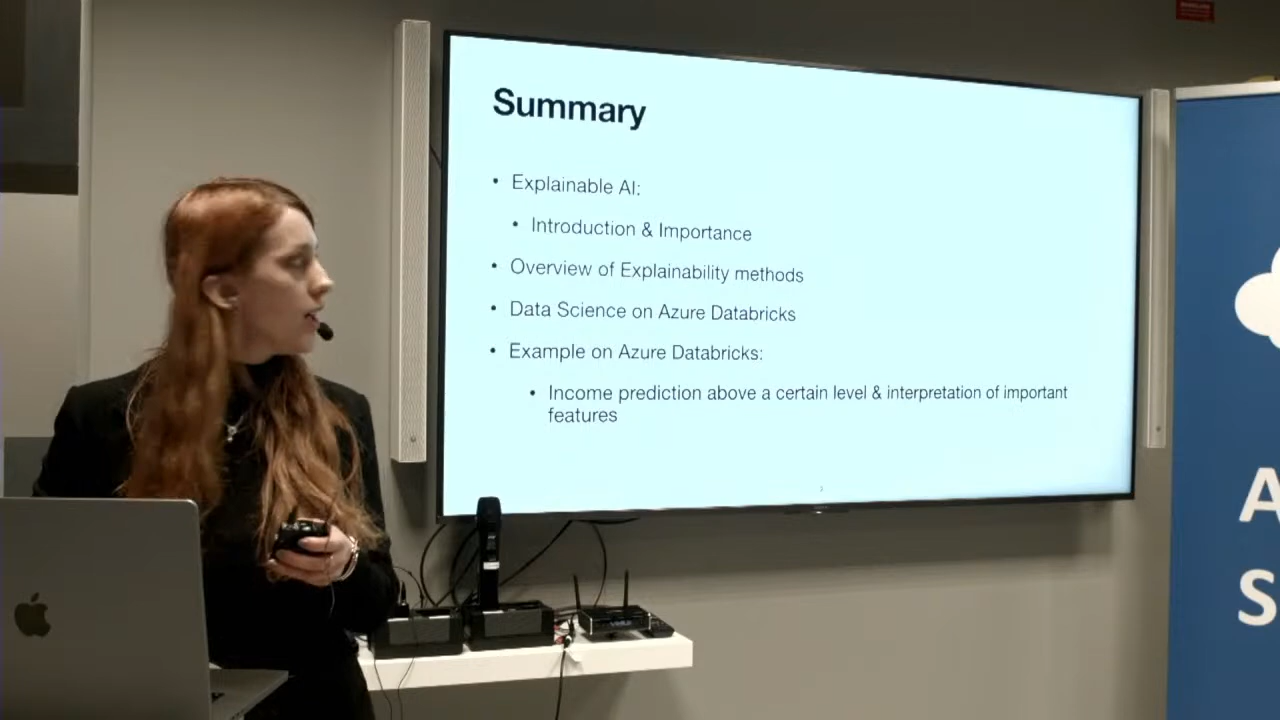 Summary
• Explainable AI:
• Introduction & Importance
• Overview of Explainability methods
• Data Science on Azure Databricks
• Example on Azure Databricks:
• Income prediction above a certain level & interpretation of important
features
A
S